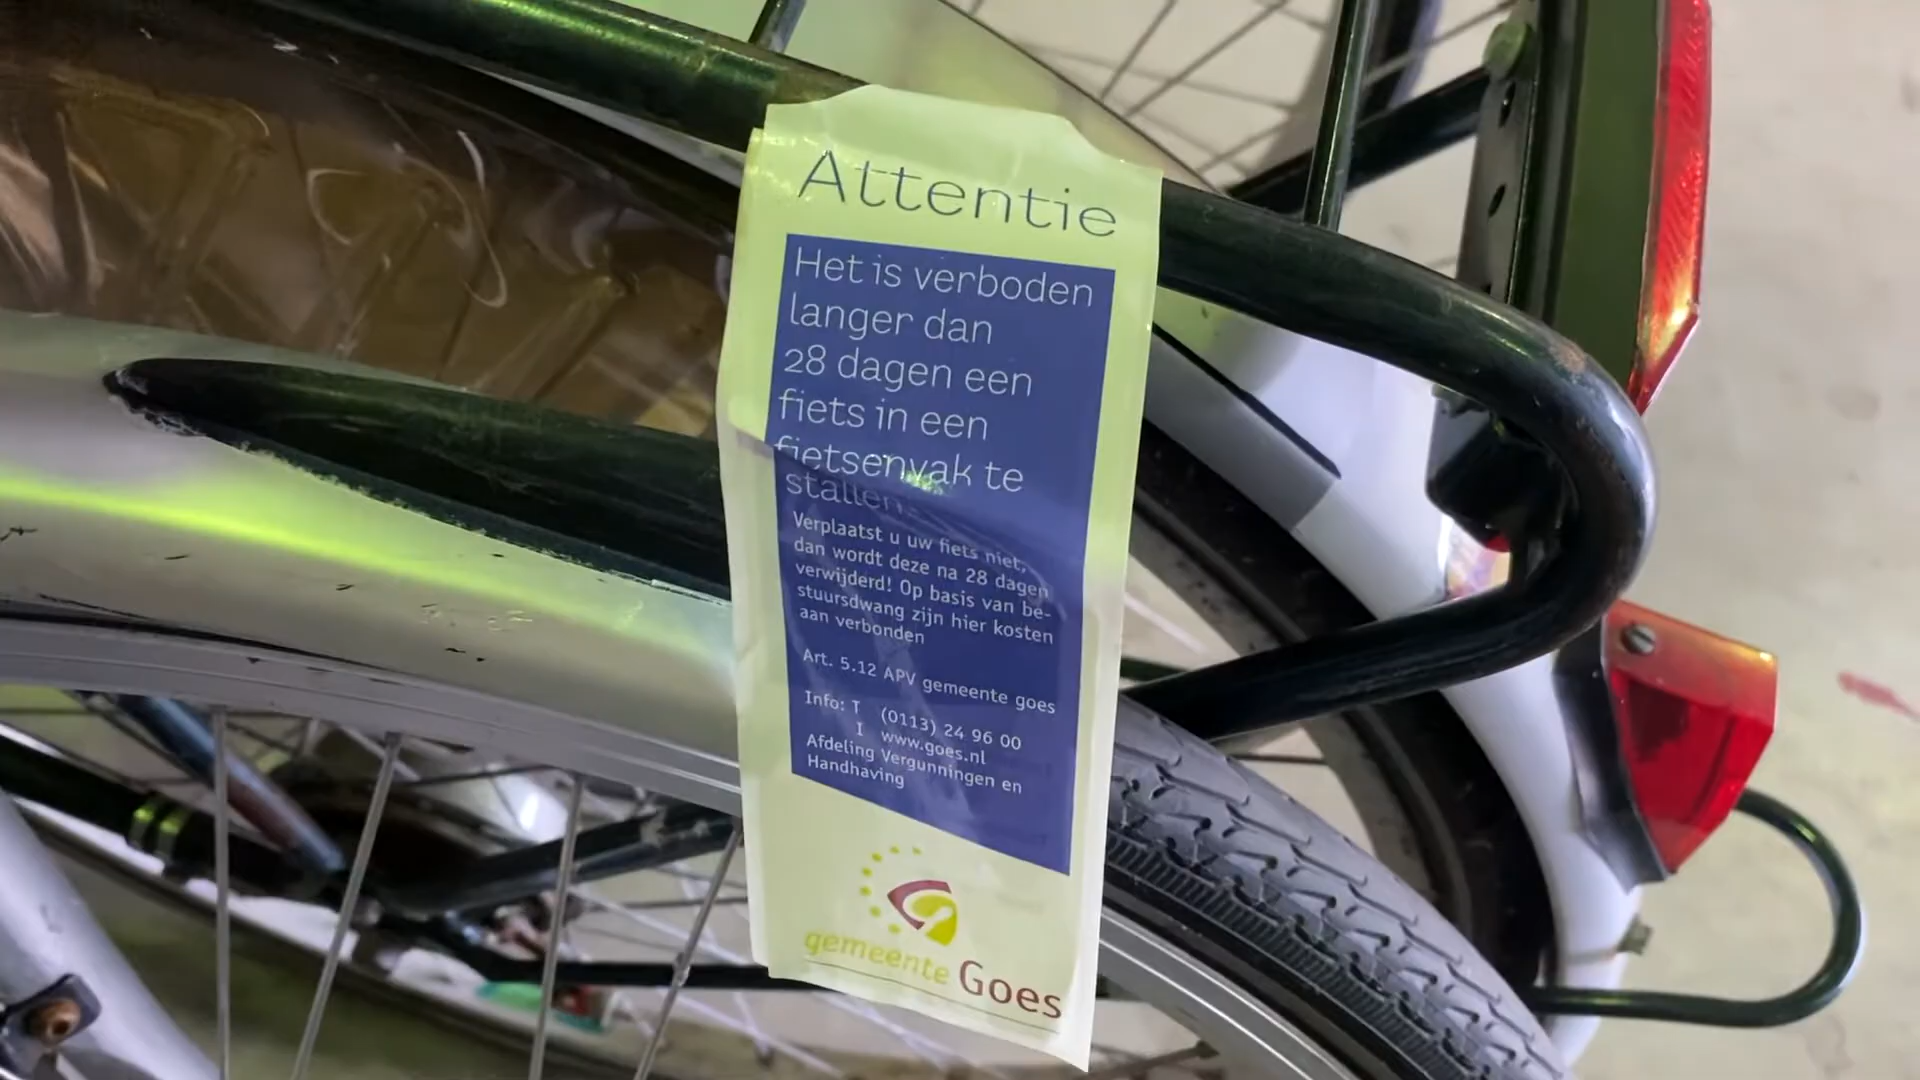 Attentie
Het is verboden
langer dan
28 dagen een
fiets in een
fietsenvak te
stallen.
Verplaatst u uw fiets niet,
dan wordt deze na 28 dagen
verwijderd! Op basis van be-
stuursdwang zijn hier kosten
aan verbonden
Art. 5.12 APV gemeente goes
Info: T (0113) 24 96 00
I www.goes.nl
Afdeling Vergunningen en
Handhaving
gemeente Goes